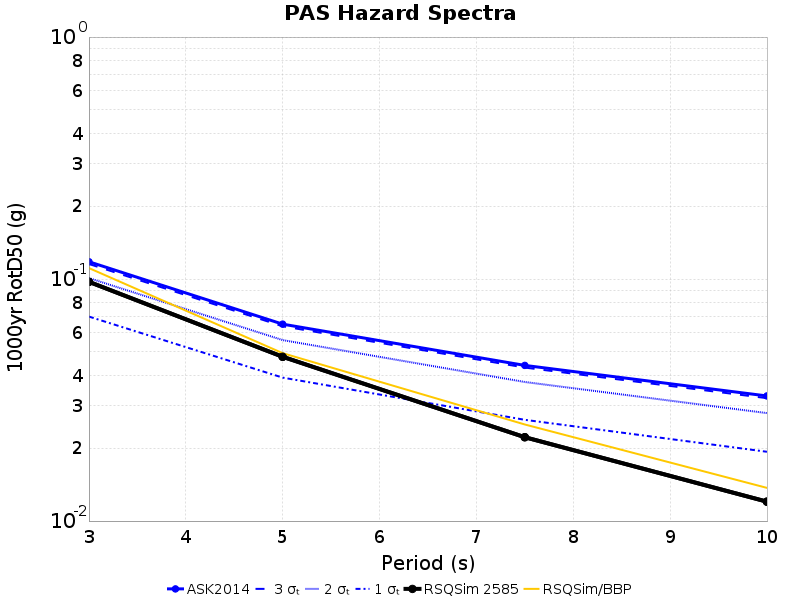 PAS Hazard Spectra
1000yr RotD50 (g)
10^0
8
6
4
3
2
10^-1
8
6
4
3
2
10^-2
3 4 5 6 7 8 9 10
Period (s)
ASK2014 3 σₜ 2 σₜ 1 σₜ RSQSim 2585 RSQSim/BBP